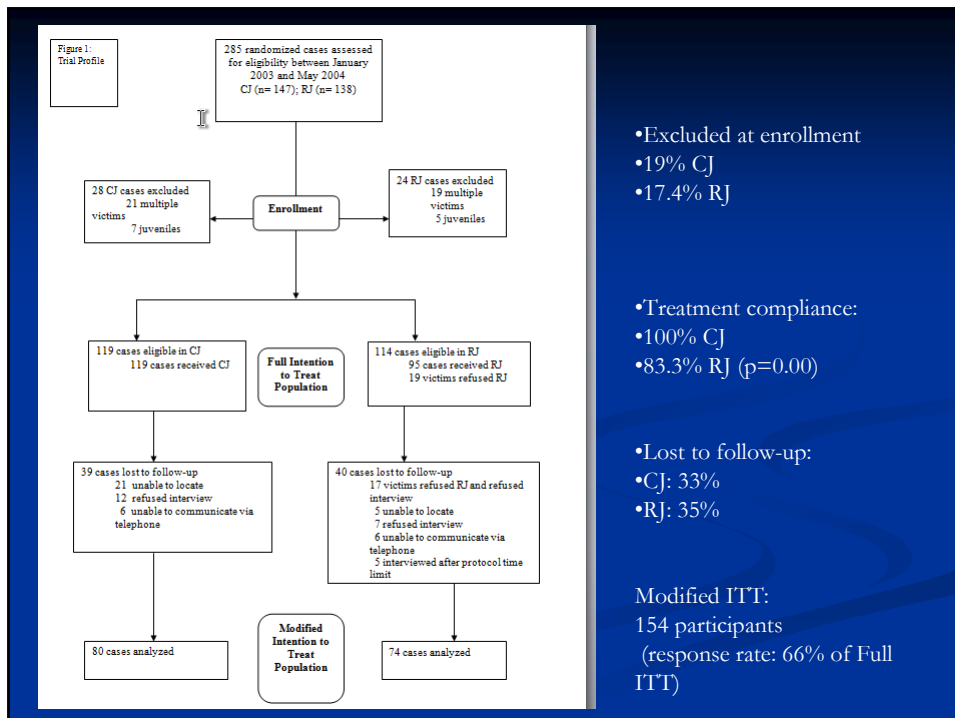 Figure 1:
Trial Profile
285 randomized cases assessed
for eligibility between January
2003 and May 2004
CJ (n= 147); RJ (n= 138)
28 CJ cases excluded
21 multiple
victims
7 juveniles
Enrollment
24 RJ cases excluded
19 multiple
victims
5 juveniles
119 cases eligible in CJ
119 cases received CJ
Full Intention
to Treat
Population
114 cases eligible in RJ
95 cases received RJ
19 victims refused RJ
39 cases lost to follow-up
21 unable to locate
12 refused interview
6 unable to communicate via
telephone
40 cases lost to follow-up
17 victims refused RJ and refused
interview
5 unable to locate
7 refused interview
6 unable to communicate via
telephone
5 interviewed after protocol time
limit
80 cases analyzed
Modified
Intention to
Treat
Population
74 cases analyzed
•Excluded at enrollment
•19% CJ
•17.4% RJ
•Treatment compliance:
•100% CJ
•83.3% RJ (p=0.00)
•Lost to follow-up:
•CJ: 33%
•RJ: 35%
Modified ITT:
154 participants
(response rate: 66% of Full
ITT)